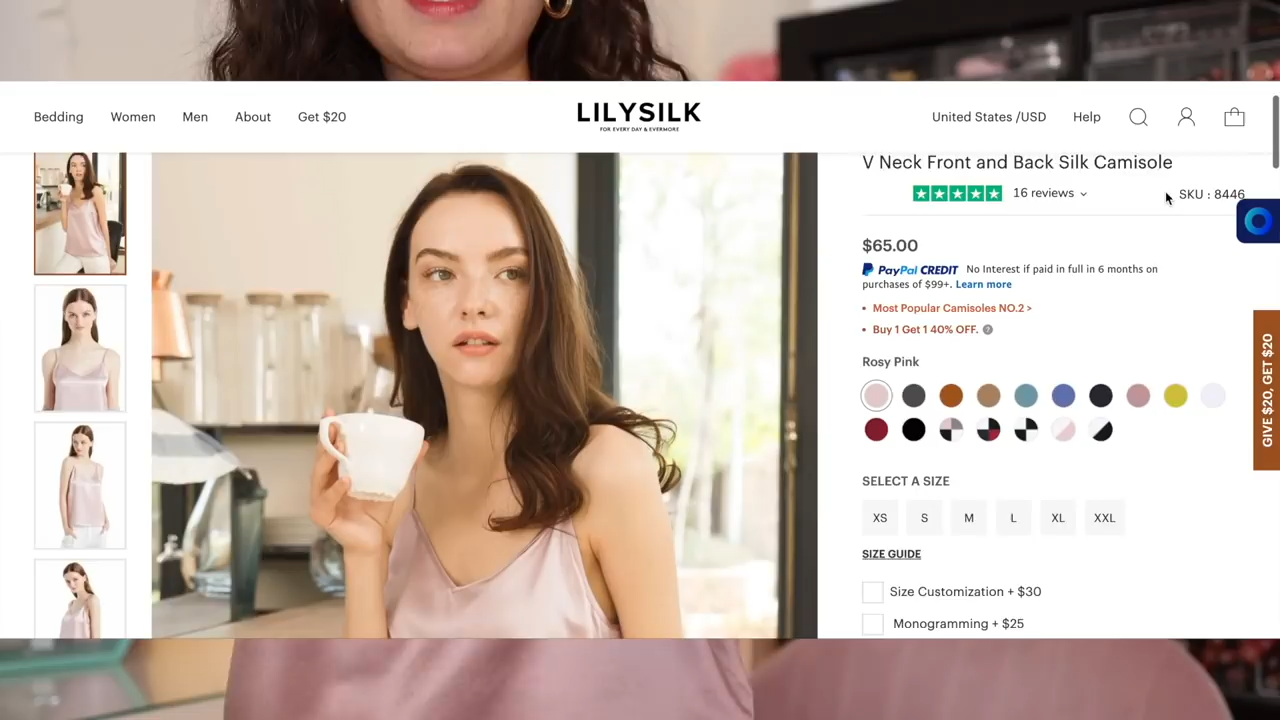 Bedding Women Men About Get $20
LILYSILK
FOR EVERY DAY & EVERMORE
United States /USD Help
V Neck Front and Back Silk Camisole
16 reviews
SKU : 8446
$65.00
PayPal CREDIT No Interest if paid in full in 6 months on
purchases of $99+. Learn more
Most Popular Camisoles NO.2 >
Buy 1 Get 1 40% OFF. ?
Rosy Pink
SELECT A SIZE
XS S M L XL XXL
SIZE GUIDE
Size Customization + $30
Monogramming + $25
GIVE $20, GET $20